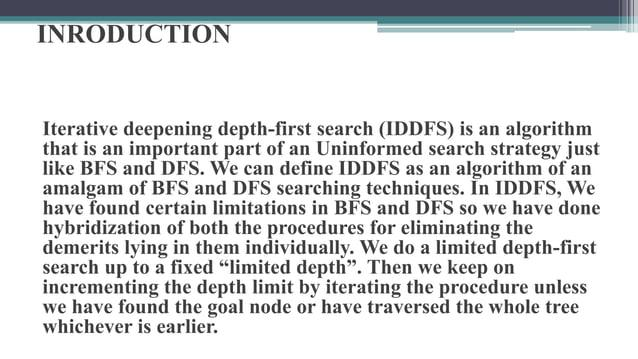 INRODUCTION
Iterative deepening depth-first search (IDDFS) is an algorithm
that is an important part of an Uninformed search strategy just
like BFS and DFS. We can define IDDFS as an algorithm of an
amalgam of BFS and DFS searching techniques. In IDDFS, We
have found certain limitations in BFS and DFS so we have done
hybridization of both the procedures for eliminating the
demerits lying in them individually. We do a limited depth-first
search up to a fixed “limited depth”. Then we keep on
incrementing the depth limit by iterating the procedure unless
we have found the goal node or have traversed the whole tree
whichever is earlier.